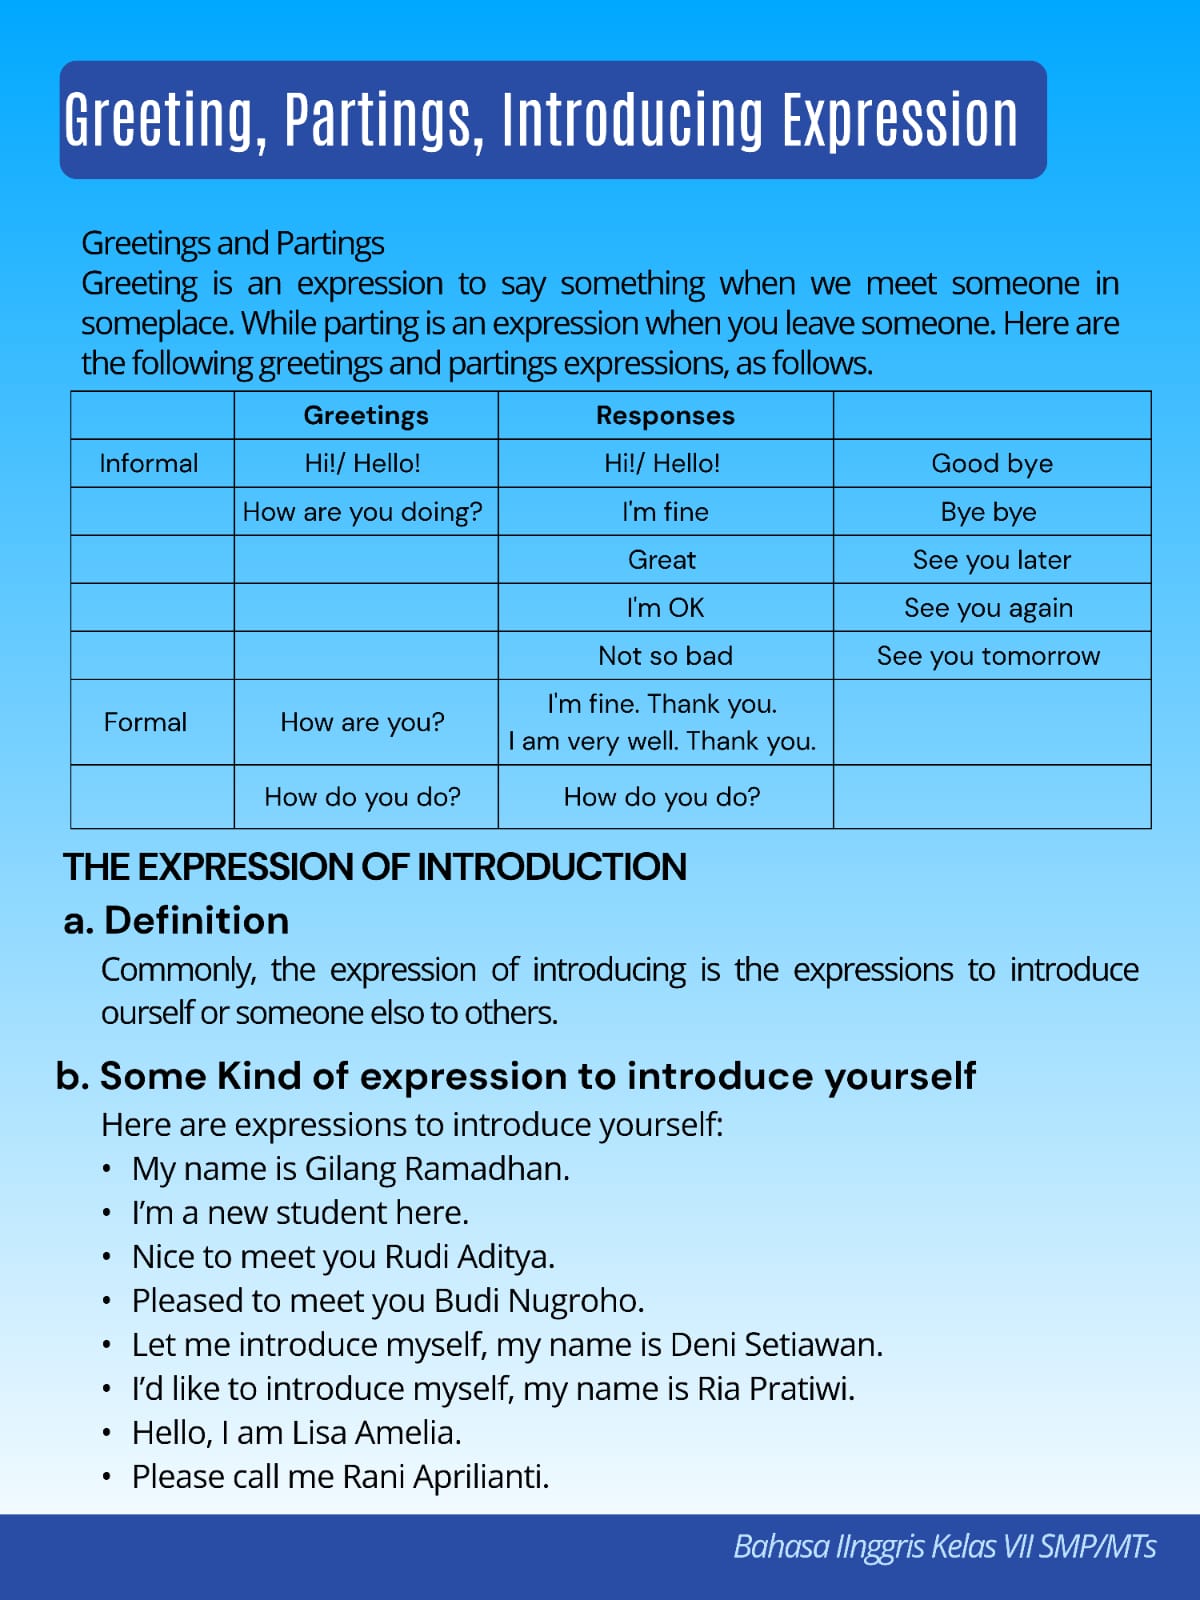 Greeting, Partings, Introducing Expression
Greetings and Partings
Greeting is an expression to say something when we meet someone in
someplace. While parting is an expression when you leave someone. Here are
the following greetings and partings expressions, as follows.
Greetings Responses
Informal Hi!/ Hello! Hi!/ Hello! Good bye
How are you doing? I'm fine Bye bye
Great See you later
I'm OK See you again
Not so bad See you tomorrow
Formal How are you? I'm fine. Thank you.
I am very well. Thank you.
How do you do? How do you do?
THE EXPRESSION OF INTRODUCTION
a. Definition
Commonly, the expression of introducing is the expressions to introduce
ourself or someone elso to others.
b. Some Kind of expression to introduce yourself
Here are expressions to introduce yourself:
• My name is Gilang Ramadhan.
• I’m a new student here.
• Nice to meet you Rudi Aditya.
• Pleased to meet you Budi Nugroho.
• Let me introduce myself, my name is Deni Setiawan.
• I’d like to introduce myself, my name is Ria Pratiwi.
• Hello, I am Lisa Amelia.
• Please call me Rani Aprilianti.
Bahasa IInggris Kelas VII SMP/MTs